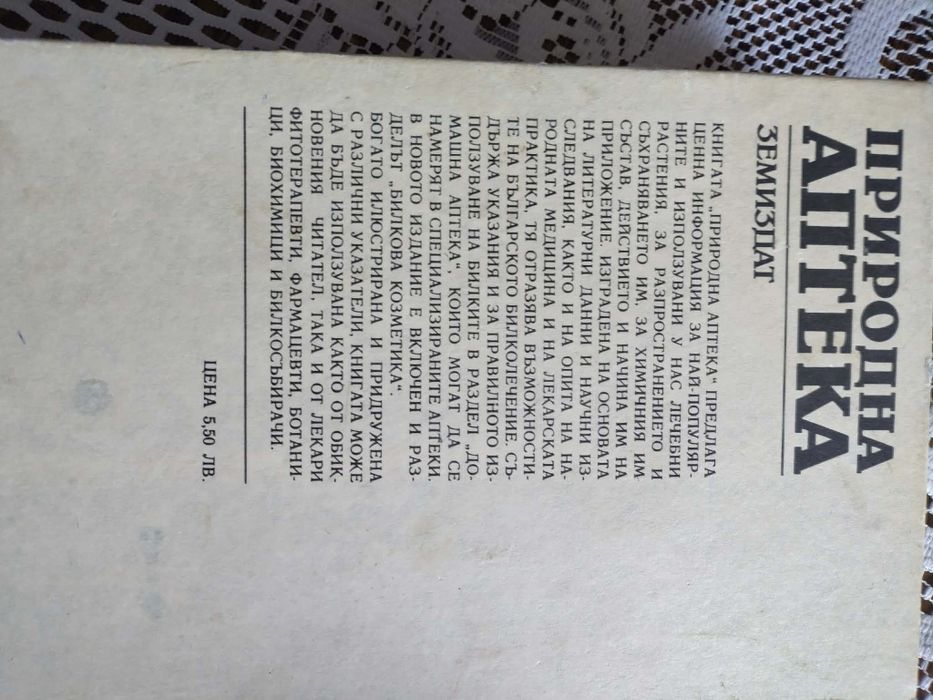 ПРИРОДНА
АПТЕКА
ЗЕМИЗДАТ
КНИГАТА „ПРИРОДНА АПТЕКА“ ПРЕДЛАГА
ЦЕННА ИНФОРМАЦИЯ ЗА НАЙ-ПОПУЛЯР-
НИТЕ И ИЗПОЛЗУВАНИ У НАС ЛЕЧЕБНИ
РАСТЕНИЯ, ЗА РАЗПРОСТРАНЕНИЕТО И
СЪХРАНЯВАНЕТО ИМ, ЗА ХИМИЧНИЯ ИМ
СЪСТАВ, ДЕЙСТВИЕТО И НАЧИНА ИМ НА
ПРИЛОЖЕНИЕ. ИЗГРАДЕНА НА ОСНОВАТА
НА ЛИТЕРАТУРНИ ДАННИ И НАУЧНИ ИЗ-
СЛЕДВАНИЯ, КАКТО И НА ОПИТА НА НА-
РОДНАТА МЕДИЦИНА И НА ЛЕКАРСКАТА
ПРАКТИКА, ТЯ ОТРАЗЯВА ВЪЗМОЖНОСТИ-
ТЕ НА БЪЛГАРСКОТО БИЛКОЛЕЧЕНИЕ. СЪ-
ДЪРЖА УКАЗАНИЯ И ЗА ПРАВИЛНОТО ИЗ-
ПОЛЗУВАНЕ НА БИЛКИТЕ В РАЗДЕЛ „ДО-
МАШНА АПТЕКА“, КОИТО МОГАТ ДА СЕ
НАМЕРЯТ В СПЕЦИАЛИЗИРАНИТЕ АПТЕКИ.
В НОВОТО ИЗДАНИЕ Е ВКЛЮЧЕН И РАЗ-
ДЕЛЪТ „БИЛКОВА КОЗМЕТИКА“.
БОГАТО ИЛЮСТРИРАНА И ПРИДРУЖЕНА
С РАЗЛИЧНИ УКАЗАТЕЛИ, КНИГАТА МОЖЕ
ДА БЪДЕ ИЗПОЛЗУВАНА КАКТО ОТ ОБИК-
НОВЕНИЯ ЧИТАТЕЛ, ТАКА И ОТ ЛЕКАРИ
ФИТОТЕРАПЕВТИ, ФАРМАЦЕВТИ, БОТАНИ-
ЦИ, БИОХИМИЦИ И БИЛКОСЪБИРАЧИ.
ЦЕНА 5,50 ЛВ.